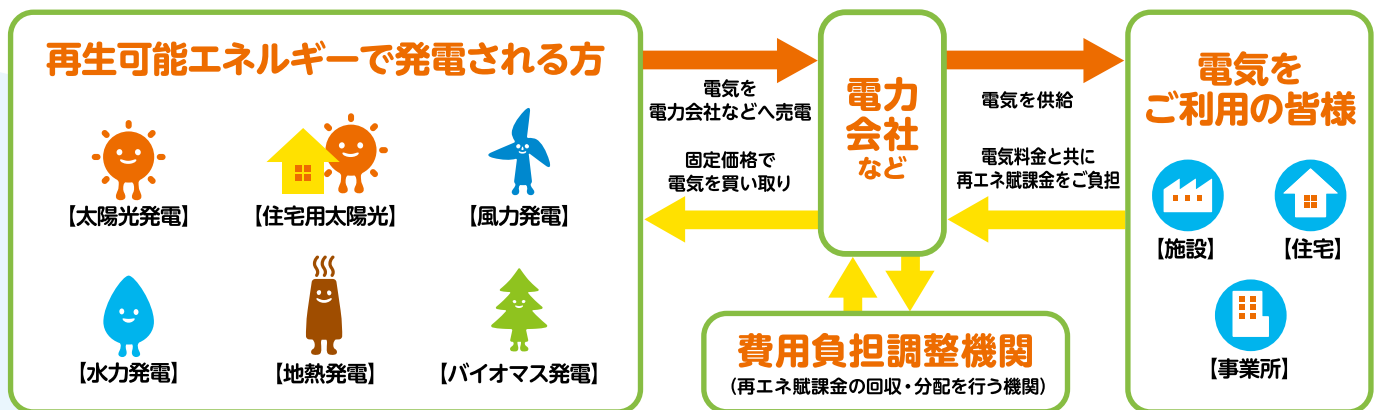 再生可能エネルギーで発電される方
【太陽光発電】
【住宅用太陽光】
【風力発電】
【水力発電】
【地熱発電】
【バイオマス発電】
電気を
電力会社などへ売電
固定価格で
電気を買い取り
電力
会社
など
電気を供給
電気料金と共に
再エネ賦課金をご負担
電気を
ご利用の皆様
【施設】
【住宅】
【事業所】
費用負担調整機関
(再エネ賦課金の回収・分配を行う機関)